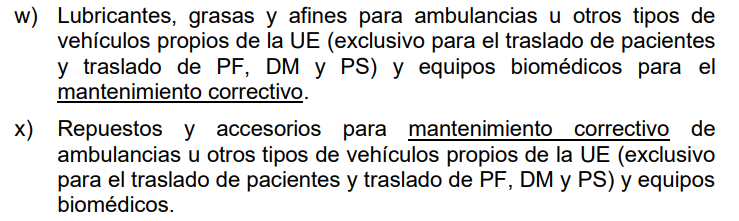 w) Lubricantes, grasas y afines para ambulancias u otros tipos de
vehículos propios de la UE (exclusivo para el traslado de pacientes
y traslado de PF, DM y PS) y equipos biomédicos para el
mantenimiento correctivo.
x) Repuestos y accesorios para mantenimiento correctivo de
ambulancias u otros tipos de vehículos propios de la UE (exclusivo
para el traslado de pacientes y traslado de PF, DM y PS) y equipos
biomédicos.